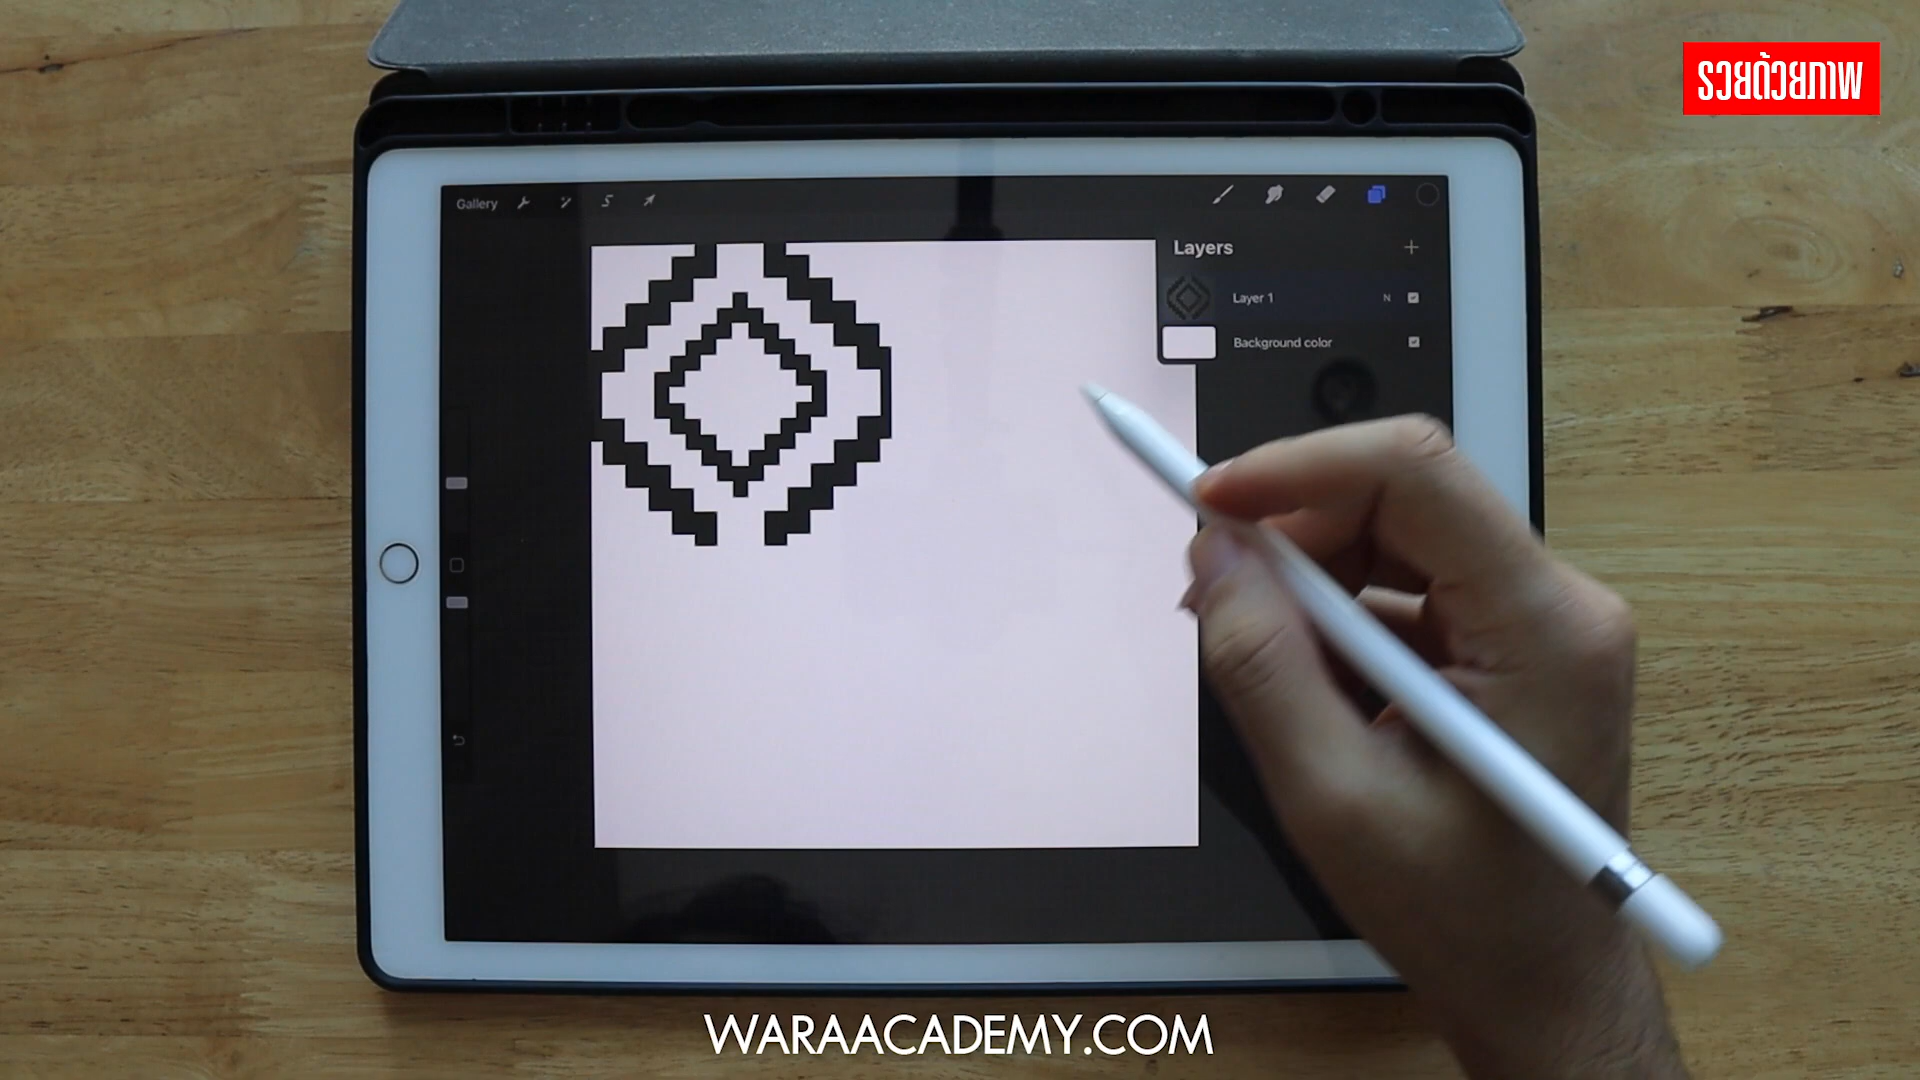 รวยด้วยภาพ
Gallery
Layers
Layer 1 N
Background color
WARAACADEMY.COM